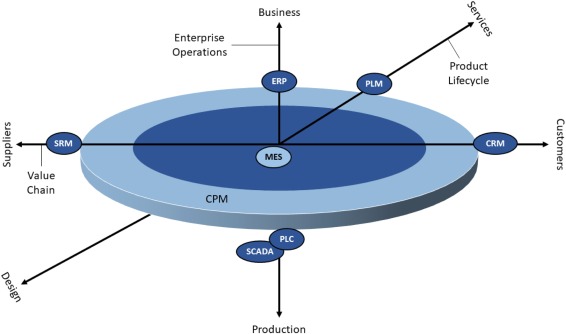 Business
Services
Enterprise
Operations
Product
Lifecycle
ERP
PLM
Suppliers
SRM
MES
CRM
Customers
Value
Chain
CPM
PLC
SCADA
Design
Production